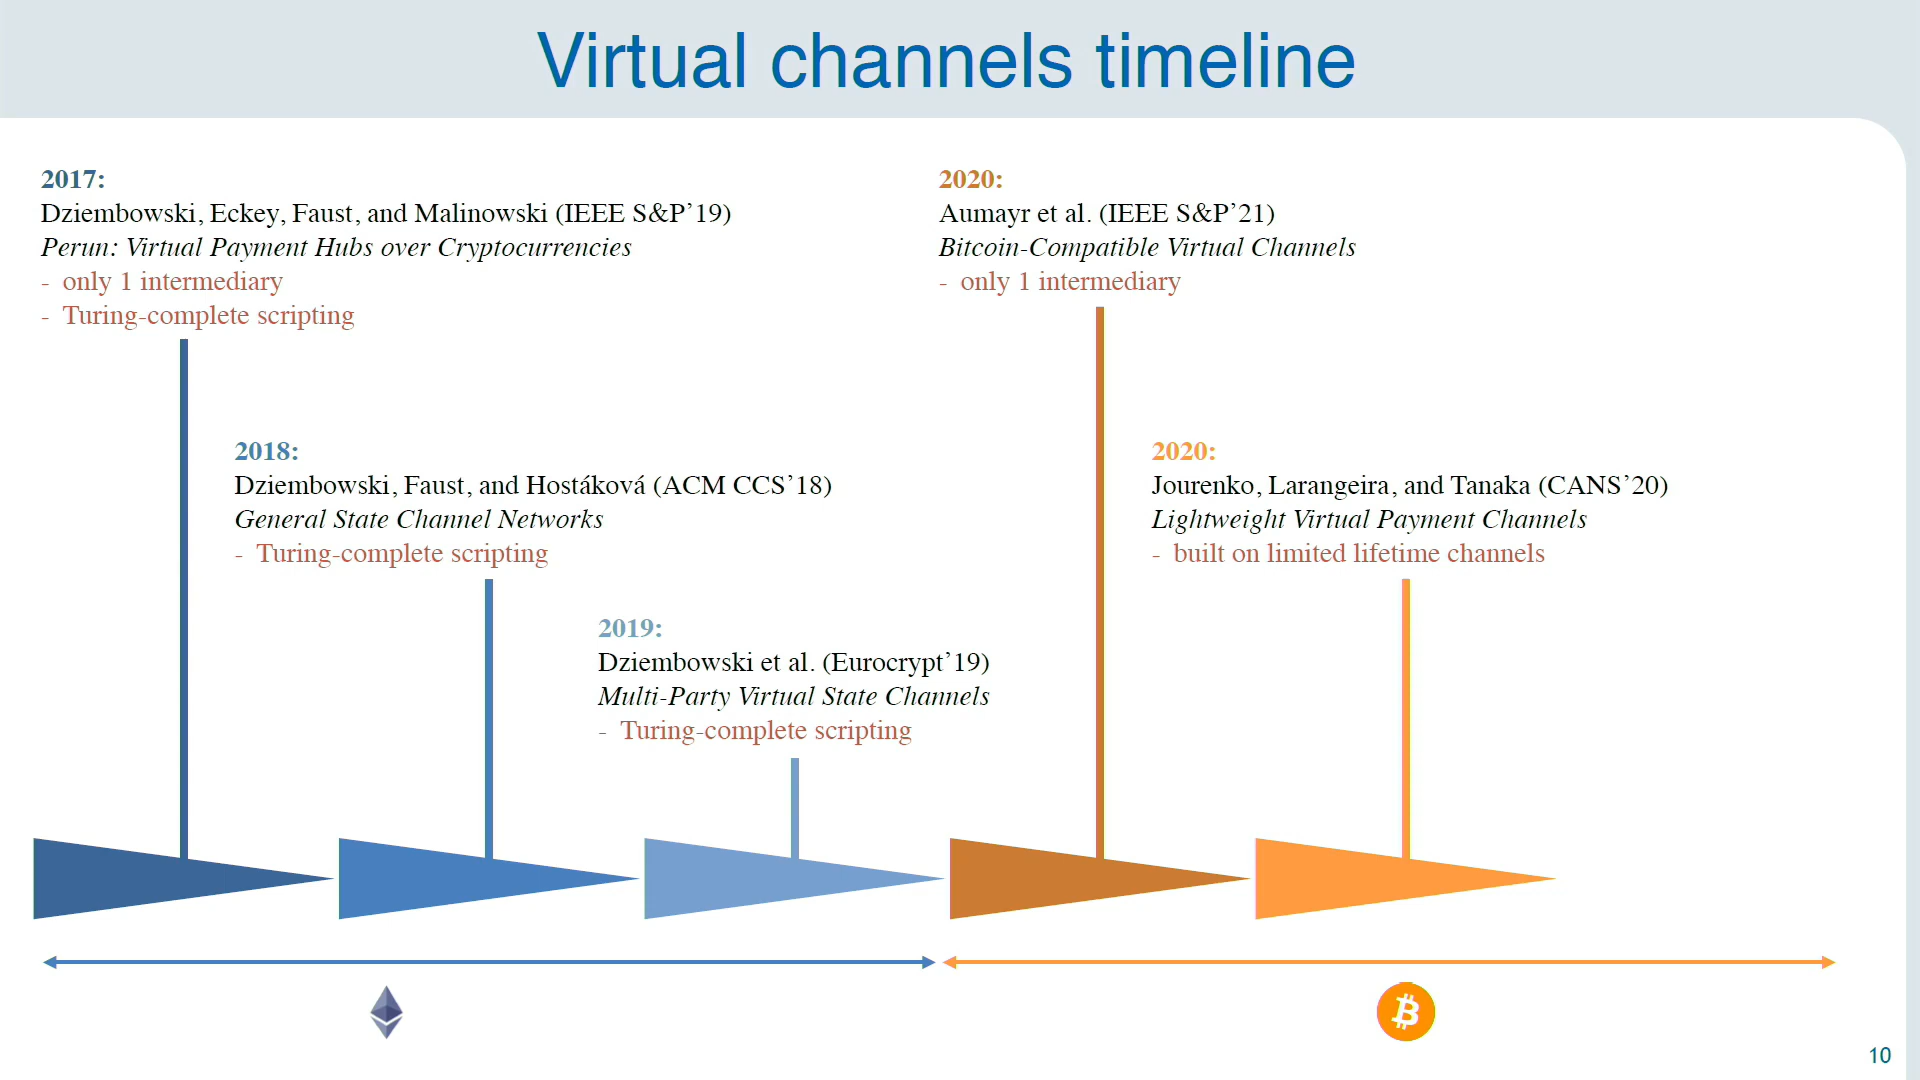 Virtual channels timeline
2017:
Dziembowski, Eckey, Faust, and Malinowski (IEEE S&P’19)
Perun: Virtual Payment Hubs over Cryptocurrencies
- only 1 intermediary
- Turing-complete scripting
2018:
Dziembowski, Faust, and Hostáková (ACM CCS’18)
General State Channel Networks
- Turing-complete scripting
2019:
Dziembowski et al. (Eurocrypt’19)
Multi-Party Virtual State Channels
- Turing-complete scripting
2020:
Aumayr et al. (IEEE S&P’21)
Bitcoin-Compatible Virtual Channels
- only 1 intermediary
2020:
Jourenko, Larangeira, and Tanaka (CANS’20)
Lightweight Virtual Payment Channels
- built on limited lifetime channels
10